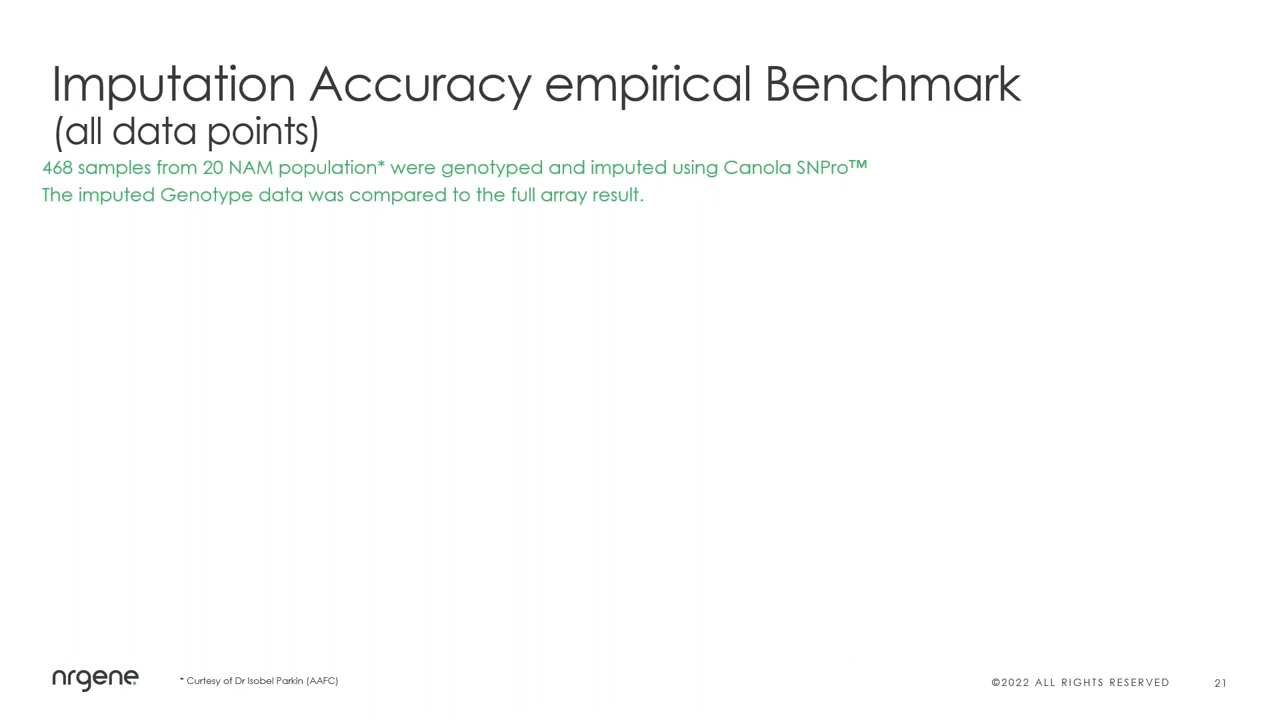 Imputation Accuracy empirical Benchmark
(all data points)
468 samples from 20 NAM population* were genotyped and imputed using Canola SNPro™
The imputed Genotype data was compared to the full array result.
nrgene
* Curtesy of Dr Isobel Parkin (AAFC)
©2022 ALL RIGHTS RESERVED
21